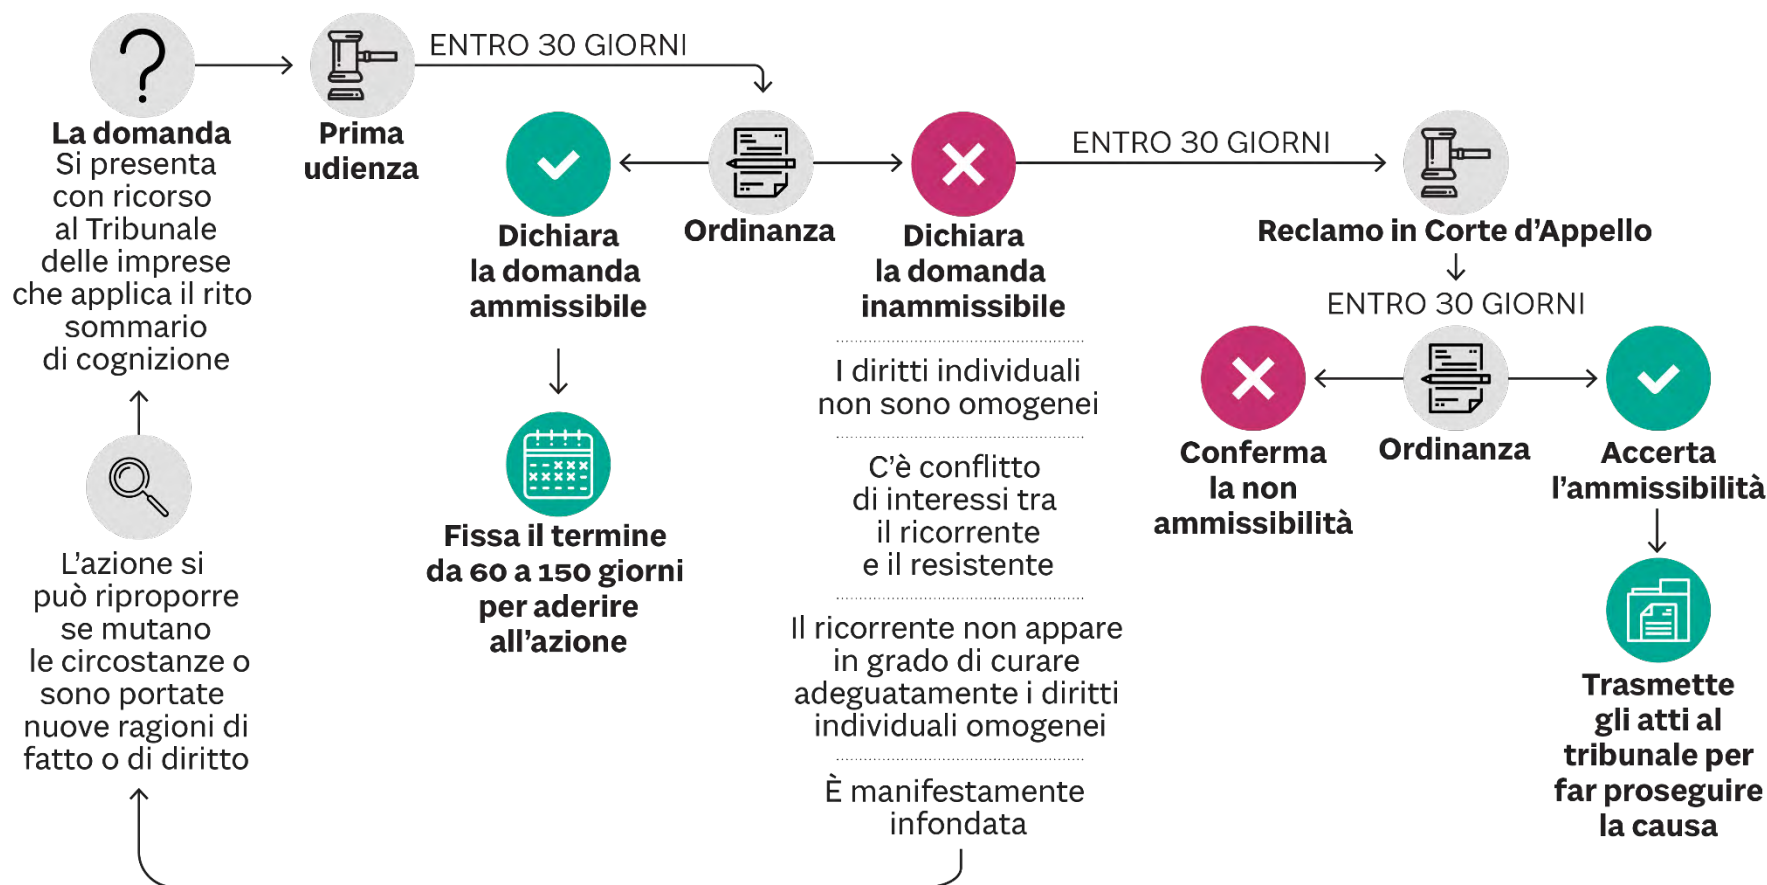 La domanda
Si presenta
con ricorso
al Tribunale
delle imprese
che applica il rito
sommario
di cognizione
L'azione si
può riproporre
se mutano
le circostanze o
sono portate
nuove ragioni di
fatto o di diritto
Prima
udienza
ENTRO 30 GIORNI
Ordinanza
Dichiara
la domanda
ammissibile
Fissa il termine
da 60 a 150 giorni
per aderire
all'azione
Dichiara
la domanda
inammissibile
I diritti individuali
non sono omogenei
C'è conflitto
di interessi tra
il ricorrente
e il resistente
Il ricorrente non appare
in grado di curare
adeguatamente i diritti
individuali omogenei
È manifestamente
infondata
ENTRO 30 GIORNI
Reclamo in Corte d'Appello
ENTRO 30 GIORNI
Ordinanza
Conferma
la non
ammissibilità
Accerta
l'ammissibilità
Trasmette
gli atti al
tribunale per
far proseguire
la causa